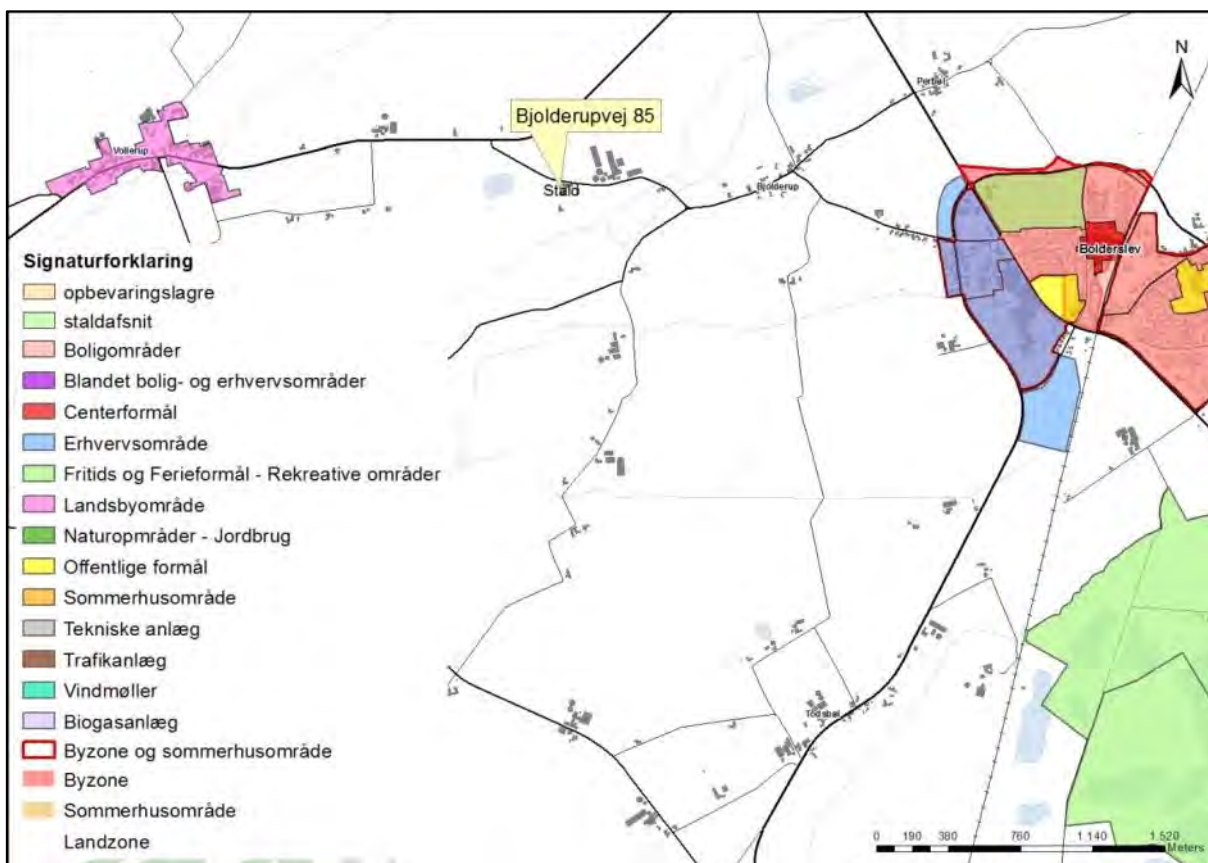 N
Perbøl
Bjolderupvej 85
Vollerup
Stald
Bjolderup
Bolderslev
Signaturforklaring
opbevaringslagre
staldafsnit
Boligområder
Blandet bolig- og erhvervsområder
Centerformål
Erhvervsområde
Fritids og Ferieformål - Rekreative områder
Landsbyområde
Naturopmråder - Jordbrug
Offentlige formål
Sommerhusområde
Tekniske anlæg
Trafikanlæg
Vindmøller
Biogasanlæg
Byzone og sommerhusområde
Byzone
Sommerhusområde
Landzone
Todsbøl
0 190 380 760 1.140 1.520
Meters